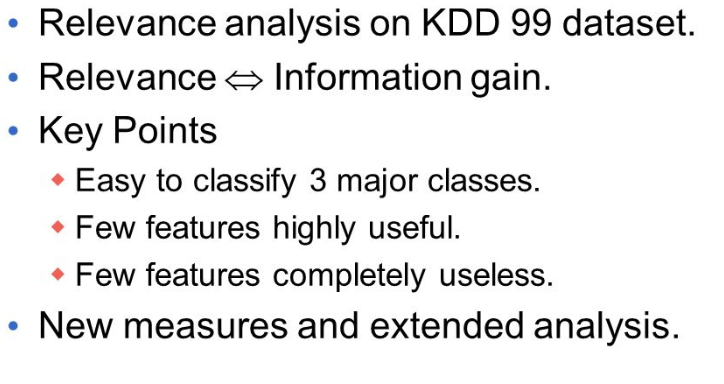 • Relevance analysis on KDD 99 dataset.
• Relevance ⇔ Information gain.
• Key Points
◆ Easy to classify 3 major classes.
◆ Few features highly useful.
◆ Few features completely useless.
• New measures and extended analysis.